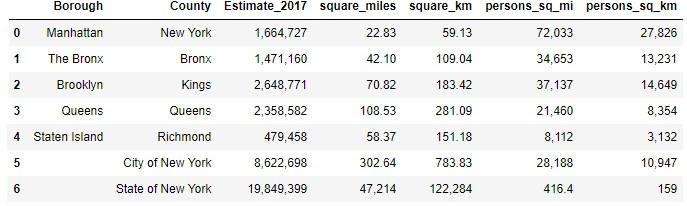 Borough County Estimate_2017 square_miles square_km persons_sq_mi persons_sq_km
0 Manhattan New York 1,664,727 22.83 59.13 72,033 27,826
1 The Bronx Bronx 1,471,160 42.10 109.04 34,653 13,231
2 Brooklyn Kings 2,648,771 70.82 183.42 37,137 14,649
3 Queens Queens 2,358,582 108.53 281.09 21,460 8,354
4 Staten Island Richmond 479,458 58.37 151.18 8,112 3,132
5 City of New York 8,622,698 302.64 783.83 28,188 10,947
6 State of New York 19,849,399 47,214 122,284 416.4 159